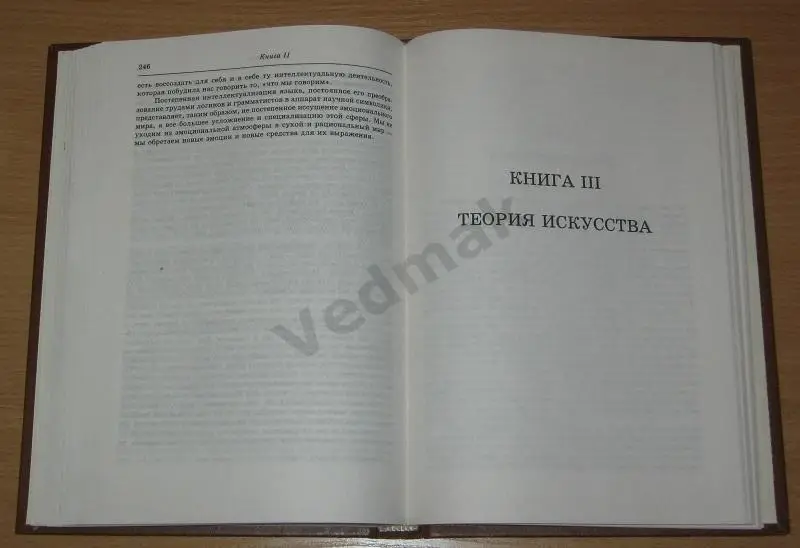 246
Книга II
есть воссоздать для себя и в себе ту интеллектуальную деятельность,
которая побудила нас говорить то, «что мы говорим».
Постепенная интеллектуализация языка, постоянное его преобра-
зование трудами логиков и грамматистов в аппарат научной символики,
представляет, таким образом, не постепенное иссушение эмоционального
мира, а все большее усложнение и специализацию этой сферы. Мы не
уходим из эмоциональной атмосферы в сухой и рациональный мир —
мы обретаем новые эмоции и новые средства для их выражения.
КНИГА III
ТЕОРИЯ ИСКУССТВА
Vedmak